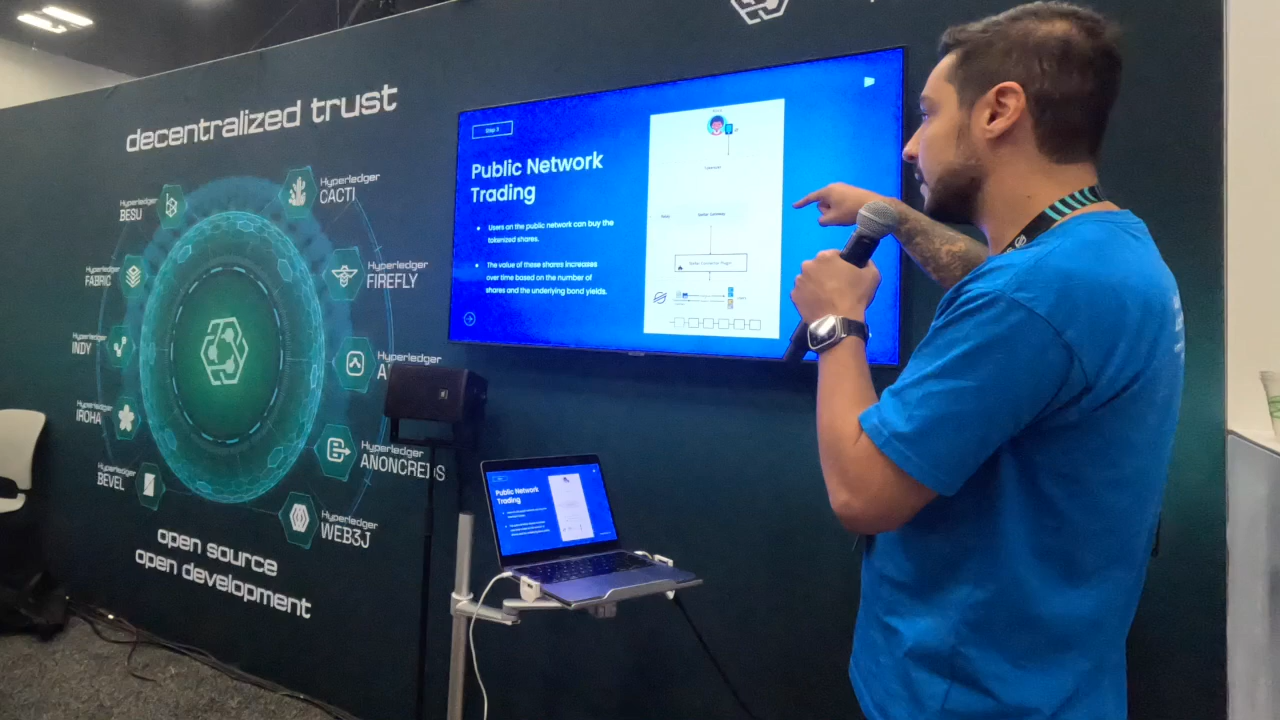 decentralized trust
Hyperledger
CACTI
Hyperledger
BESU
Hyperledger
FABRIC
Hyperledger
FIREFLY
Hyperledger
INDY
Hyperledger
Hyperledger
IROHA
Hyperledger
ANONCREDS
Hyperledger
BEVEL
Hyperledger
WEB3J
open source
open development
Step 3
Public Network
Trading
Users on the public network can buy the
tokenized shares.
The value of these shares increases
over time based on the number of
shares and the underlying bond yields.
Public Network
Trading